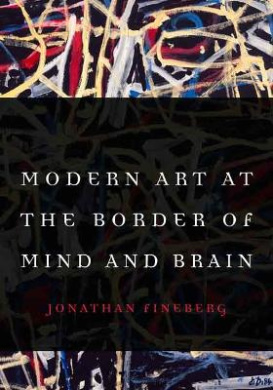 MODERN ART AT
THE BORDER OF
MIND AND BRAIN
JONATHAN FINEBERG